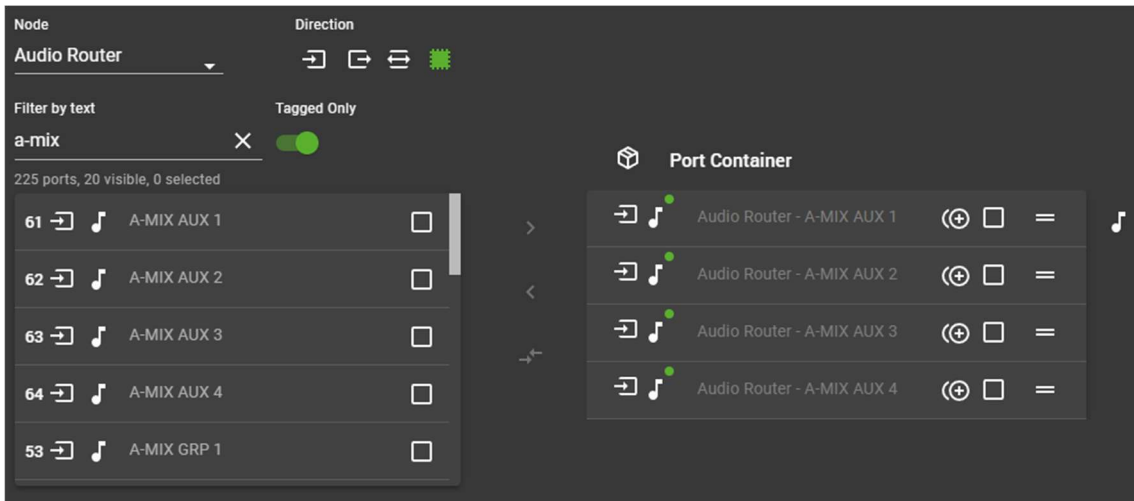 Node
Direction
Audio Router
Filter by text
Tagged Only
a-mix
225 ports, 20 visible, 0 selected
61 A-MIX AUX 1
62 A-MIX AUX 2
63 A-MIX AUX 3
64 A-MIX AUX 4
53 A-MIX GRP 1
Port Container
Audio Router - A-MIX AUX 1
Audio Router - A-MIX AUX 2
Audio Router - A-MIX AUX 3
Audio Router - A-MIX AUX 4